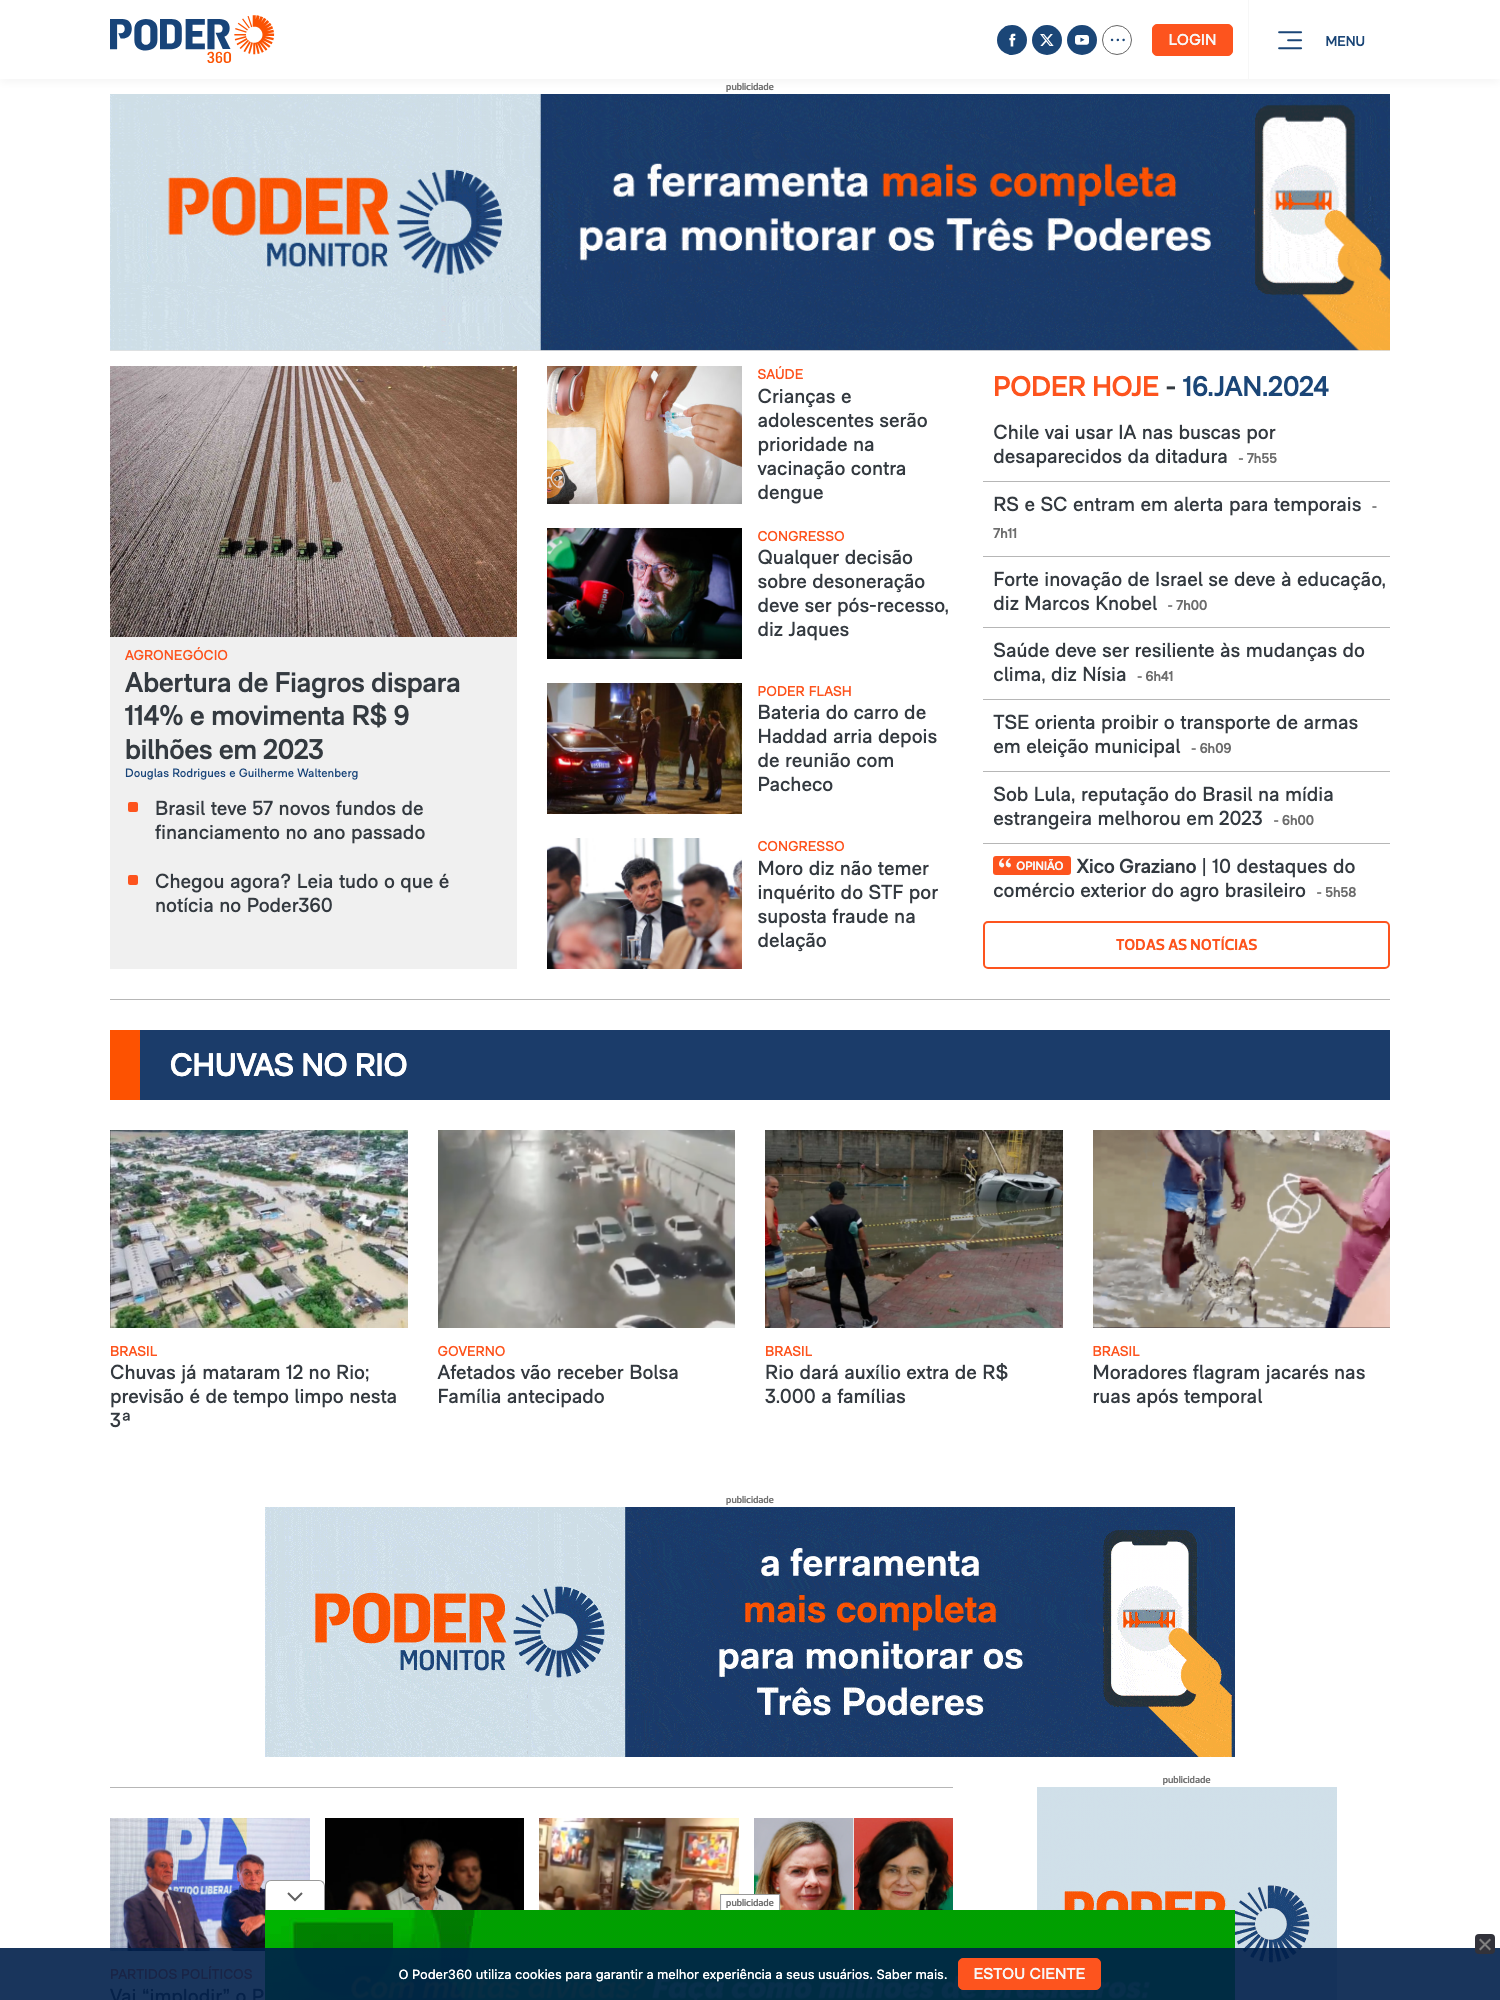 PODER
360
LOGIN
MENU
publicidade
PODER
MONITOR
a ferramenta mais completa
para monitorar os Três Poderes
AGRONEGÓCIO
Abertura de Fiagros dispara
114% e movimenta R$ 9
bilhões em 2023
Douglas Rodrigues e Guilherme Waltenberg
Brasil teve 57 novos fundos de
financiamento no ano passado
Chegou agora? Leia tudo o que é
notícia no Poder360
SAÚDE
Crianças e
adolescentes serão
prioridade na
vacinação contra
dengue
CONGRESSO
Qualquer decisão
sobre desoneração
deve ser pós-recesso,
diz Jaques
PODER FLASH
Bateria do carro de
Haddad arria depois
de reunião com
Pacheco
CONGRESSO
Moro diz não temer
inquérito do STF por
suposta fraude na
delação
PODER HOJE - 16.JAN.2024
Chile vai usar IA nas buscas por
desaparecidos da ditadura - 7h55
RS e SC entram em alerta para temporais -
7h11
Forte inovação de Israel se deve à educação,
diz Marcos Knobel - 7h00
Saúde deve ser resiliente às mudanças do
clima, diz Nísia - 6h41
TSE orienta proibir o transporte de armas
em eleição municipal - 6h09
Sob Lula, reputação do Brasil na mídia
estrangeira melhorou em 2023 - 6h00
OPINIÃO Xico Graziano | 10 destaques do
comércio exterior do agro brasileiro - 5h58
TODAS AS NOTÍCIAS
CHUVAS NO RIO
BRASIL
Chuvas já mataram 12 no Rio;
previsão é de tempo limpo nesta
3ª
GOVERNO
Afetados vão receber Bolsa
Família antecipado
BRASIL
Rio dará auxílio extra de R$
3.000 a famílias
BRASIL
Moradores flagram jacarés nas
ruas após temporal
publicidade
PODER
MONITOR
a ferramenta
mais completa
para monitorar os
Três Poderes
publicidade
PL
PARTIDO LIBERAL
PODER
publicidade
PARTIDOS POLÍTICOS
Vai "implodir" o P
O Poder360 utiliza cookies para garantir a melhor experiência a seus usuários. Saber mais.
ESTOU CIENTE